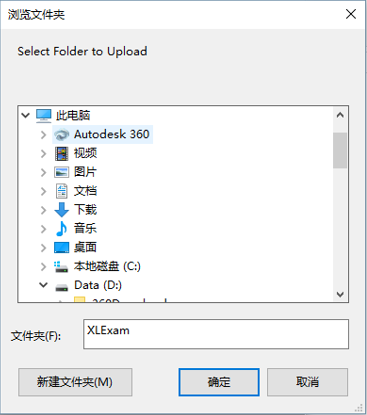 浏览文件夹
Select Folder to Upload
此电脑
Autodesk 360
视频
图片
文档
下载
音乐
桌面
本地磁盘 (C:)
Data (D:)
文件夹(F):
XLExam
新建文件夹(M)
确定
取消